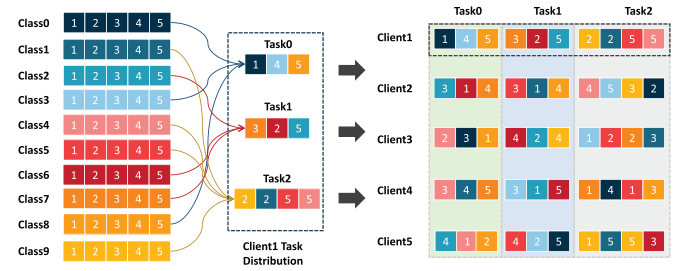 Task0 Task1 Task2
Class0 1 2 3 4 5
Class1 1 2 3 4 5
Class2 1 2 3 4 5
Class3 1 2 3 4 5
Class4 1 2 3 4 5
Class5 1 2 3 4 5
Class6 1 2 3 4 5
Class7 1 2 3 4 5
Class8 1 2 3 4 5
Class9 1 2 3 4 5
Task0
1 4 5
Task1
3 2 5
Task2
2 2 5 5
Client1 Task
Distribution
Client1 1 4 5 3 2 5 2 2 5 5
Client2 3 1 4 3 1 4 4 5 3 2
Client3 2 3 1 4 2 4 1 2 2 3
Client4 3 4 5 3 1 5 1 4 1 3
Client5 4 1 2 4 2 5 1 5 5 3